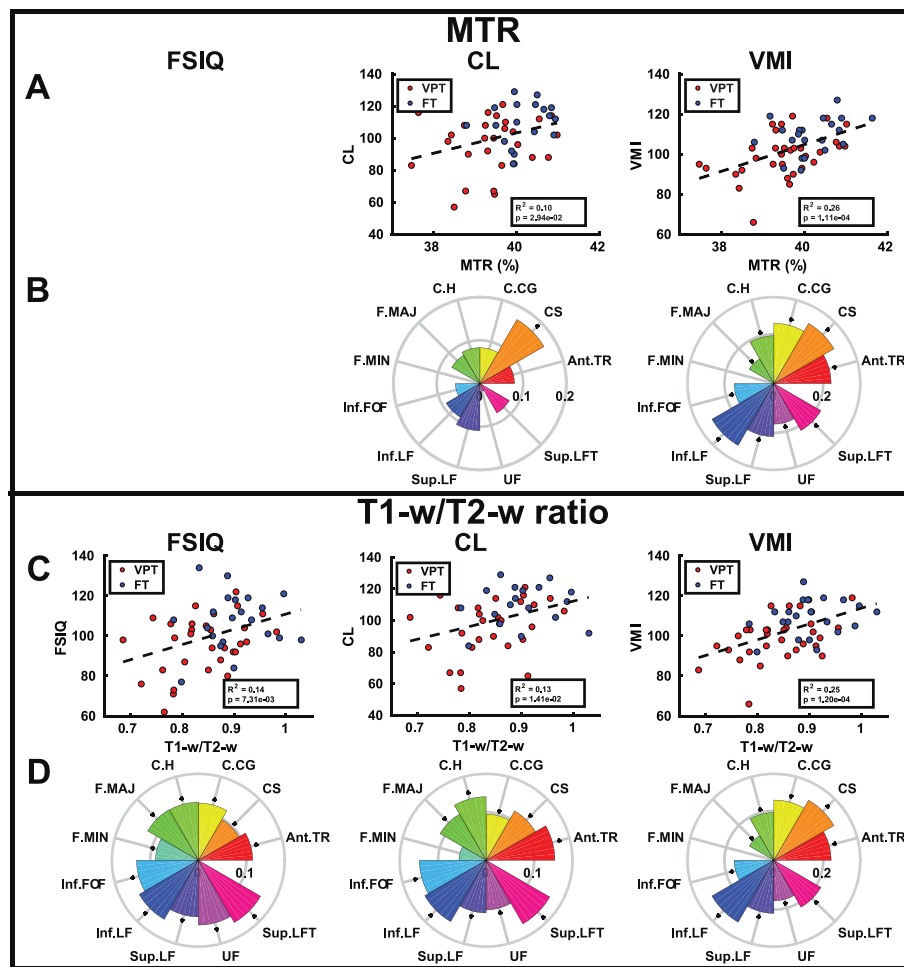 MTR
FSIQ CL VMI
A
VPT
FT
140
120
100
80
60
40
CL
38 40 42
MTR (%)
R² = 0.10
p = 2.94e-02
VPT
FT
140
120
100
80
60
VMI
38 40 42
MTR (%)
R² = 0.26
p = 1.11e-04
B
C.H C.CG
F.MAJ CS
F.MIN Ant.TR
0 0.1 0.2
Inf.FOF
Inf.LF Sup.LFT
Sup.LF UF
C.H C.CG
F.MAJ CS
F.MIN Ant.TR
0 0.2
Inf.FOF
Inf.LF Sup.LFT
Sup.LF UF
T1-w/T2-w ratio
FSIQ CL VMI
C
VPT
FT
140
120
100
80
60
FSIQ
0.7 0.8 0.9 1
T1-w/T2-w
R² = 0.14
p = 7.31e-03
VPT
FT
140
120
100
80
60
40
CL
0.7 0.8 0.9 1
T1-w/T2-w
R² = 0.13
p = 1.41e-02
VPT
FT
140
120
100
80
60
VMI
0.7 0.8 0.9 1
T1-w/T2-w
R² = 0.25
p = 1.20e-04
D
C.H C.CG
F.MAJ CS
F.MIN Ant.TR
0 0.1
Inf.FOF
Inf.LF Sup.LFT
Sup.LF UF
C.H C.CG
F.MAJ CS
F.MIN Ant.TR
0 0.1
Inf.FOF
Inf.LF Sup.LFT
Sup.LF UF
C.H C.CG
F.MAJ CS
F.MIN Ant.TR
0 0.2
Inf.FOF
Inf.LF Sup.LFT
Sup.LF UF